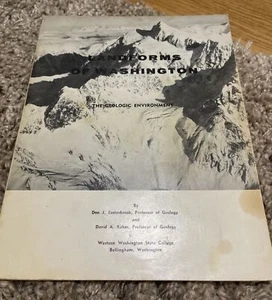 LANDFORMS
OF WASHINGTON
THE GEOLOGIC ENVIRONMENT
By
Don J. Easterbrook, Professor of Geology
and
David A. Rahm, Professor of Geology
Western Washington State College
Bellingham, Washington